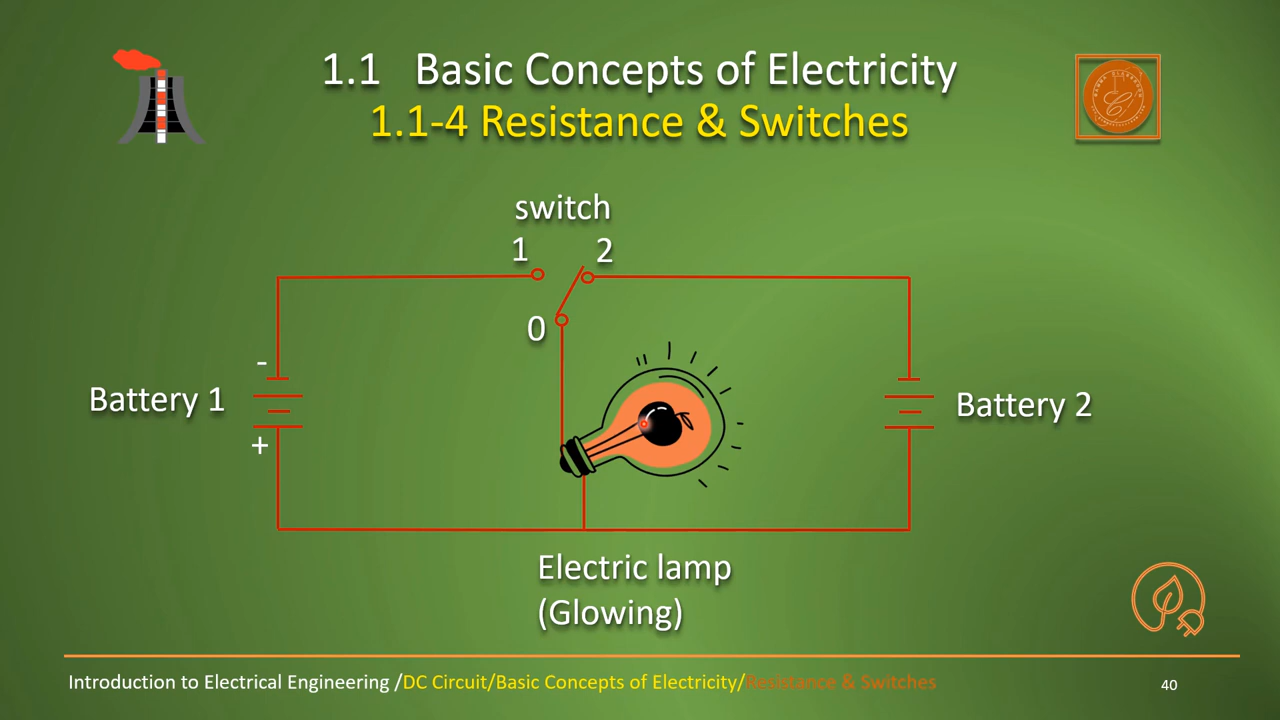 1.1 Basic Concepts of Electricity
1.1-4 Resistance & Switches
switch
1 2
0
-
Battery 1
+
Battery 2
Electric lamp
(Glowing)
Introduction to Electrical Engineering /DC Circuit/Basic Concepts of Electricity/Resistance & Switches
40